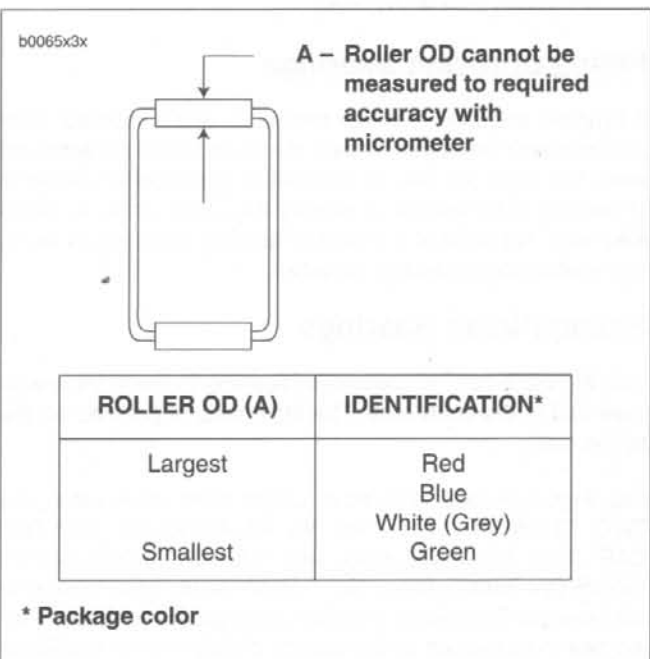 b0065x3x
A – Roller OD cannot be
measured to required
accuracy with
micrometer
ROLLER OD (A) IDENTIFICATION*
Largest Red
Blue
White (Grey)
Smallest Green
* Package color